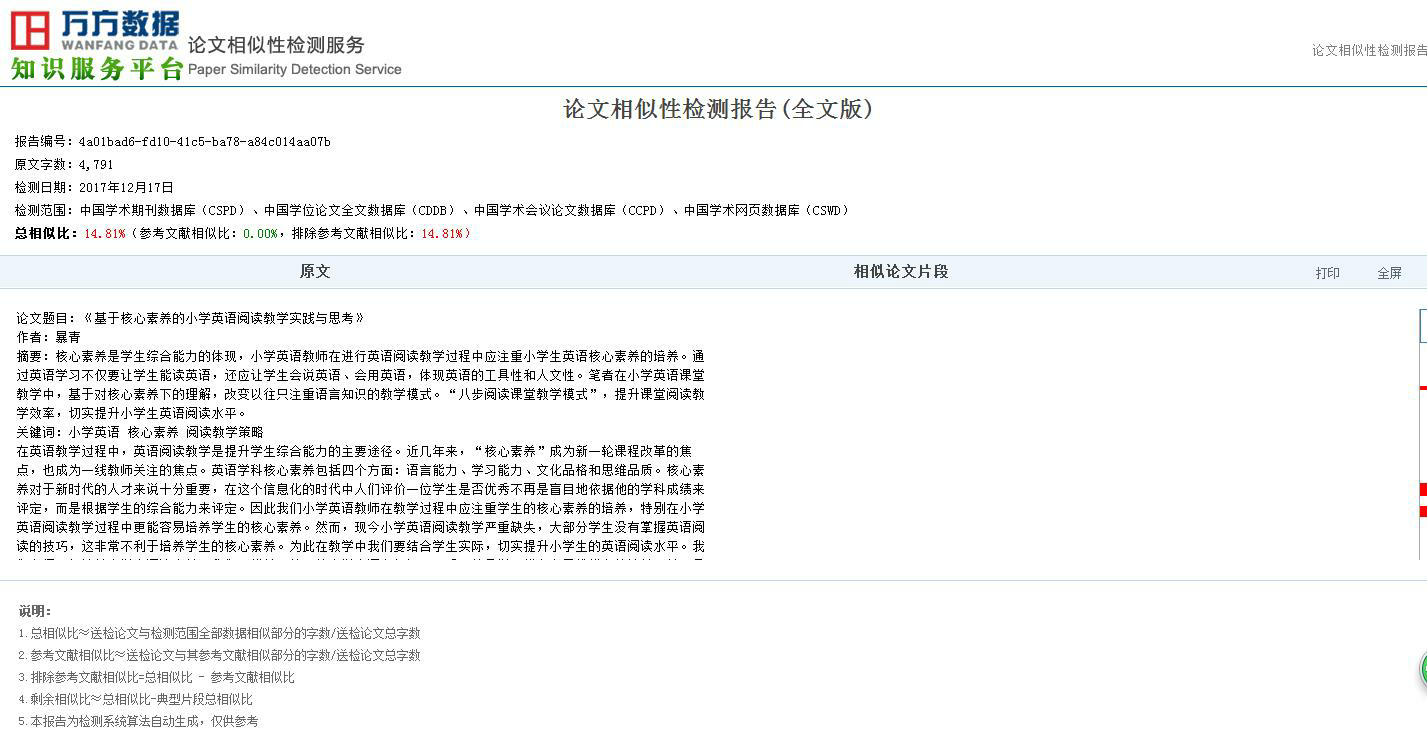 万方数据
WANFANG DATA
知识服务平台
论文相似性检测服务
Paper Similarity Detection Service
论文相似性检测报告
论文相似性检测报告(全文版)
报告编号：4a01bad6-fd10-41c5-ba78-a84c014aa07b
原文字数：4,791
检测日期：2017年12月17日
检测范围：中国学术期刊数据库（CSPD）、中国学位论文全文数据库（CDDB）、中国学术会议论文数据库（CCPD）、中国学术网页数据库（CSWD）
总相似比：14.81%（参考文献相似比：0.00%，排除参考文献相似比：14.81%）
原文 相似论文片段 打印 全屏
论文题目：《基于核心素养的小学英语阅读教学实践与思考》
作者：暴青
摘要：核心素养是学生综合能力的体现，小学英语教师在进行英语阅读教学过程中应注重小学生英语核心素养的培养。通
过英语学习不仅要让学生能读英语，还应让学生会说英语、会用英语，体现英语的工具性和人文性。笔者在小学英语课堂
教学中，基于对核心素养下的理解，改变以往只注重语言知识的教学模式。“八步阅读课堂教学模式”，提升课堂阅读教
学效率，切实提升小学生英语阅读水平。
关键词：小学英语 核心素养 阅读教学策略
在英语教学过程中，英语阅读教学是提升学生综合能力的主要途径。近几年来，“核心素养”成为新一轮课程改革的焦
点，也成为一线教师关注的焦点。英语学科核心素养包括四个方面：语言能力、学习能力、文化品格和思维品质。核心素
养对于新时代的人才来说十分重要，在这个信息化的时代中人们评价一位学生是否优秀不再是盲目地依据他的学科成绩来
评定，而是根据学生的综合能力来评定。因此我们小学英语教师在教学过程中应注重学生的核心素养的培养，特别在小学
英语阅读教学过程中更能容易培养学生的核心素养。然而，现今小学英语阅读教学严重缺失，大部分学生没有掌握英语阅
读的技巧，这非常不利于培养学生的核心素养。为此在教学中我们要结合学生实际，切实提升小学生的英语阅读水平。我
说明：
1.总相似比≈送检论文与检测范围全部数据相似部分的字数/送检论文总字数
2.参考文献相似比≈送检论文与其参考文献相似部分的字数/送检论文总字数
3.排除参考文献相似比=总相似比 - 参考文献相似比
4.剩余相似比≈总相似比-典型片段总相似比
5.本报告为检测系统算法自动生成，仅供参考